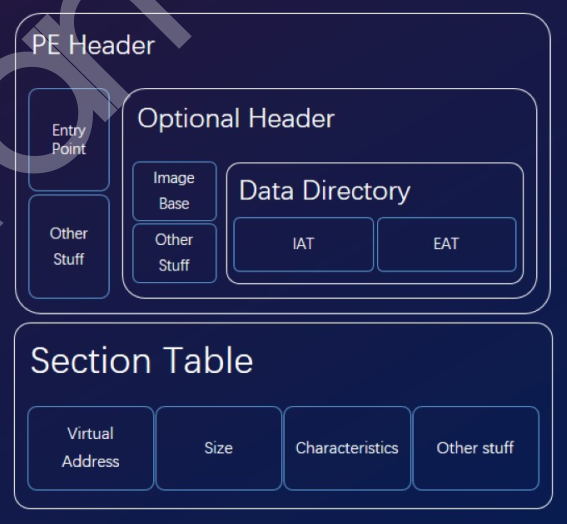 PE Header
Entry
Point
Other
Stuff
Optional Header
Image
Base
Other
Stuff
Data Directory
IAT
EAT
Section Table
Virtual
Address
Size
Characteristics
Other stuff